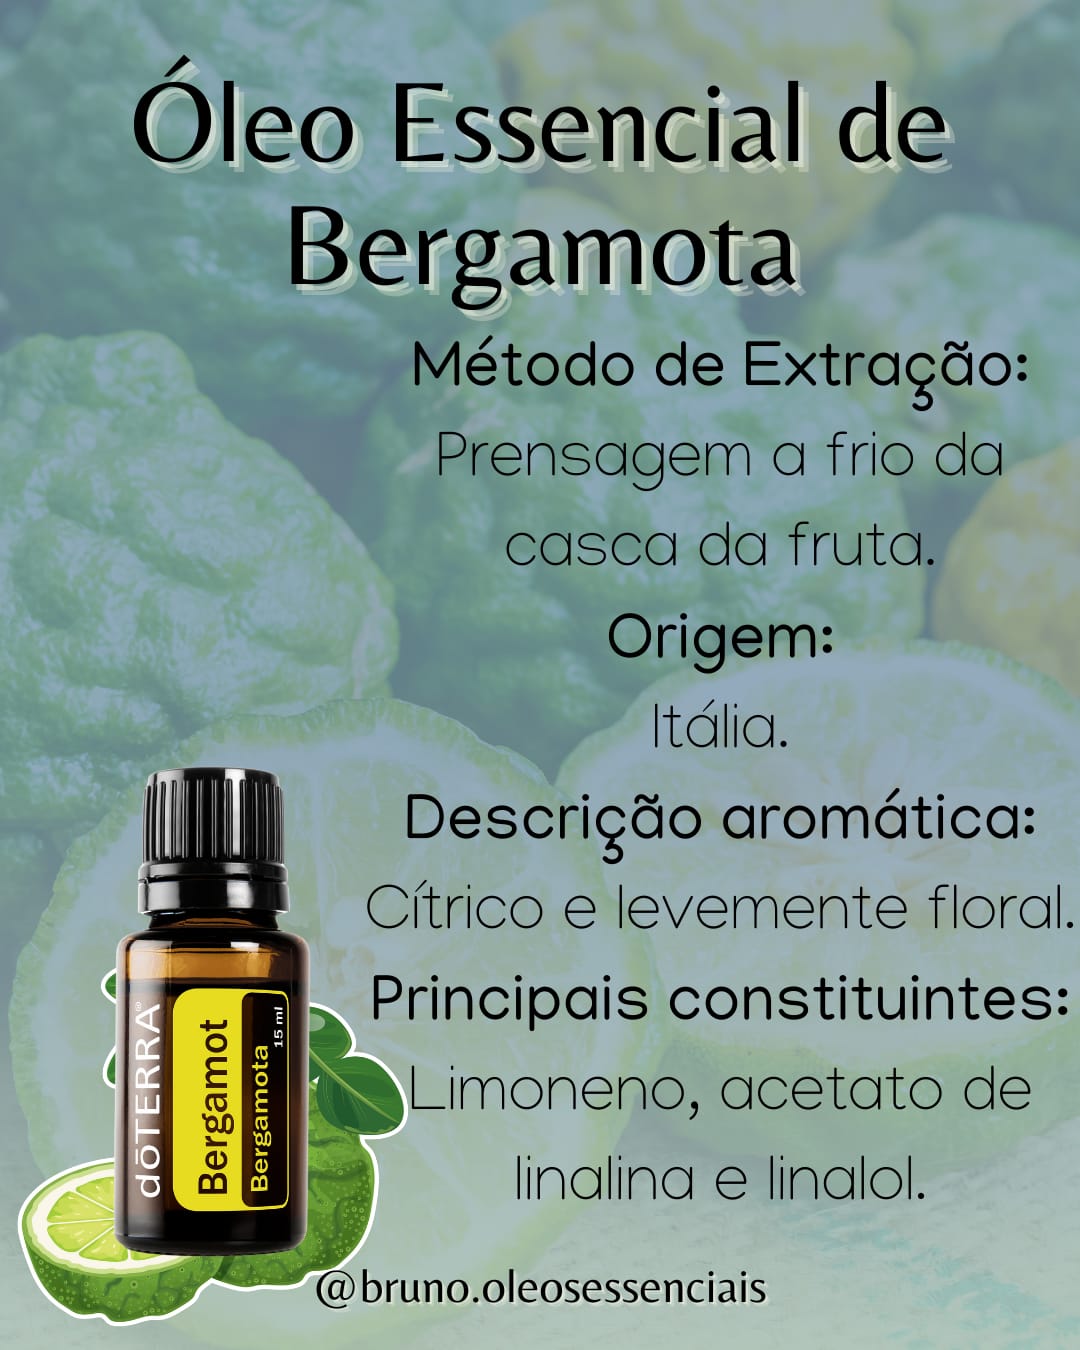 Óleo Essencial de
Bergamota
Método de Extração:
Prensagem a frio da
casca da fruta.
Origem:
Itália.
Descrição aromática:
Cítrico e levemente floral.
Principais constituintes:
Limoneno, acetato de
linalina e linalol.
dōTERRA®
Bergamot
Bergamota
15 ml
@bruno.oleosessenciais